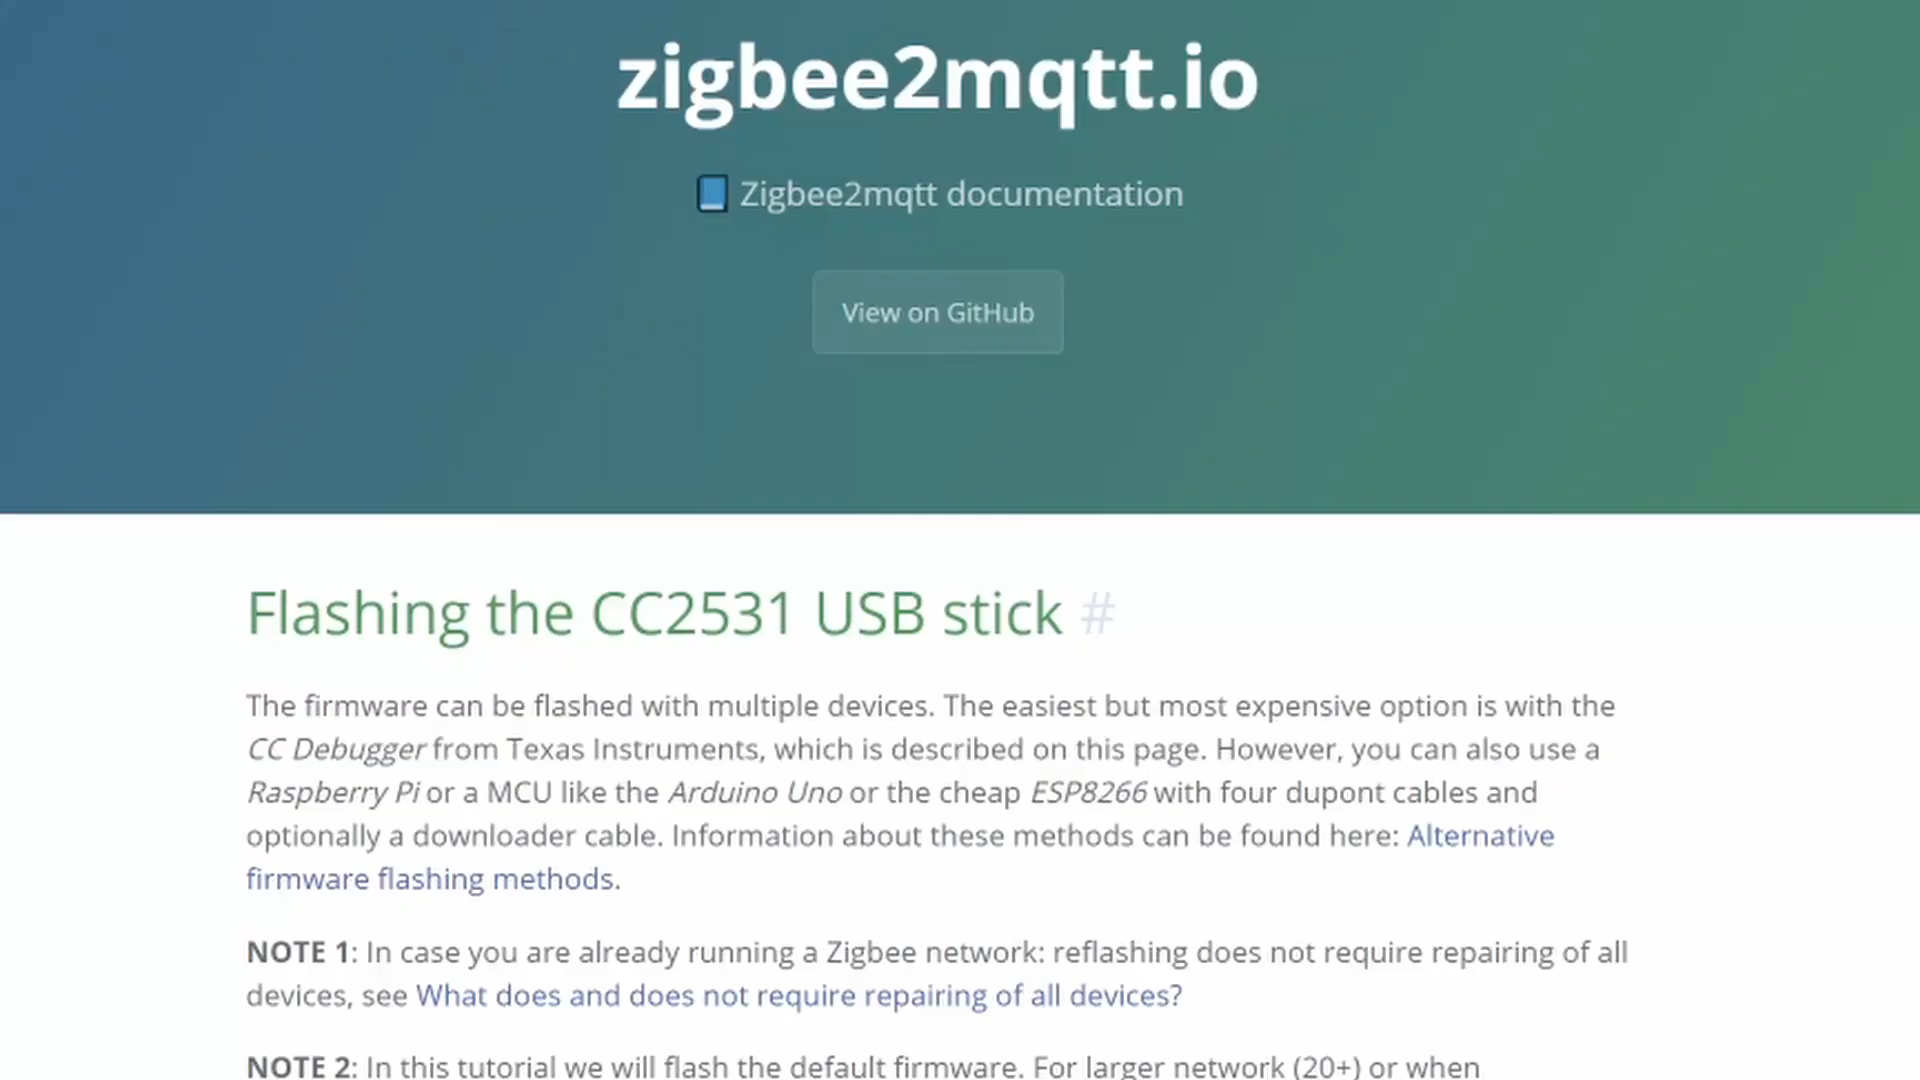 zigbee2mqtt.io
Zigbee2mqtt documentation
View on GitHub
Flashing the CC2531 USB stick #
The firmware can be flashed with multiple devices. The easiest but most expensive option is with the
CC Debugger from Texas Instruments, which is described on this page. However, you can also use a
Raspberry Pi or a MCU like the Arduino Uno or the cheap ESP8266 with four dupont cables and
optionally a downloader cable. Information about these methods can be found here: Alternative
firmware flashing methods.
NOTE 1: In case you are already running a Zigbee network: reflashing does not require repairing of all
devices, see What does and does not require repairing of all devices?
NOTE 2: In this tutorial we will flash the default firmware. For larger network (20+) or when